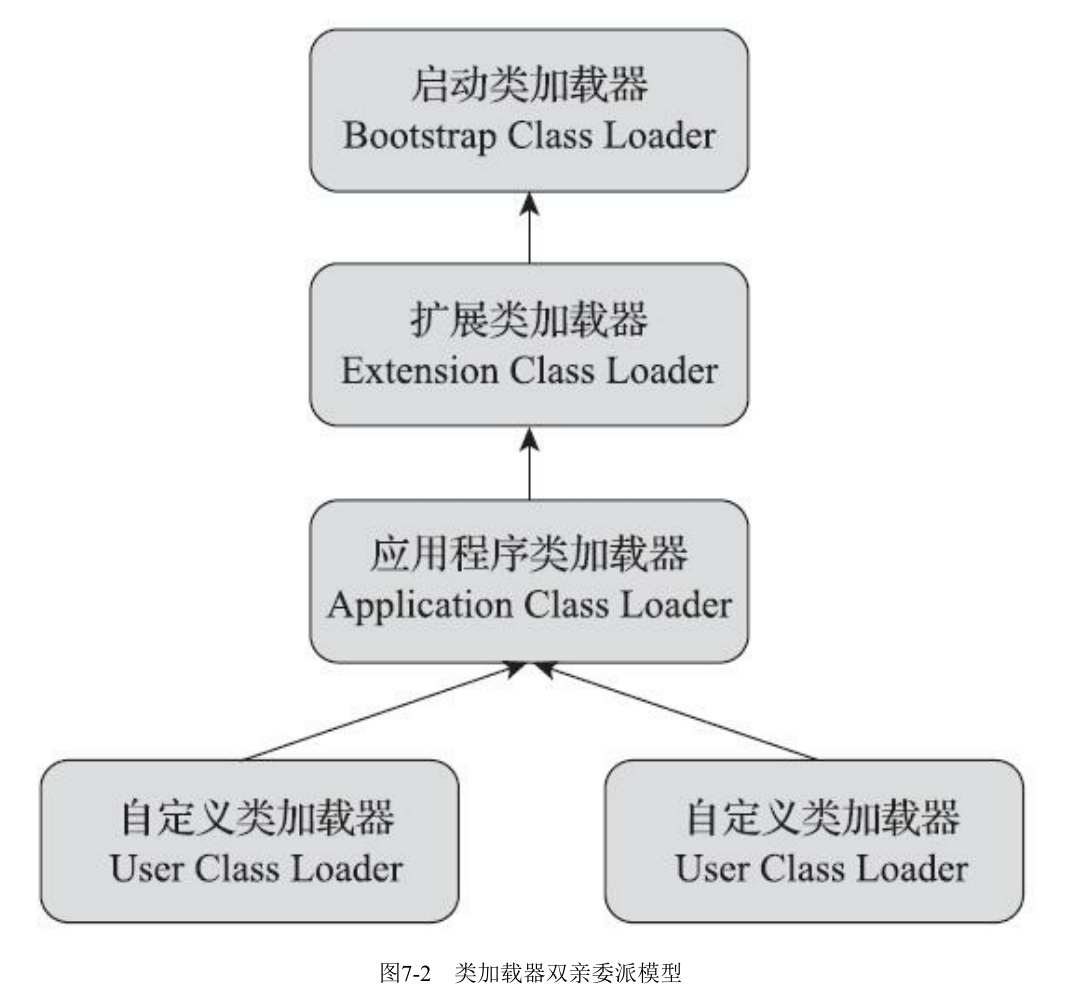 启动类加载器
Bootstrap Class Loader
扩展类加载器
Extension Class Loader
应用程序类加载器
Application Class Loader
自定义类加载器
User Class Loader
自定义类加载器
User Class Loader
图7-2 类加载器双亲委派模型